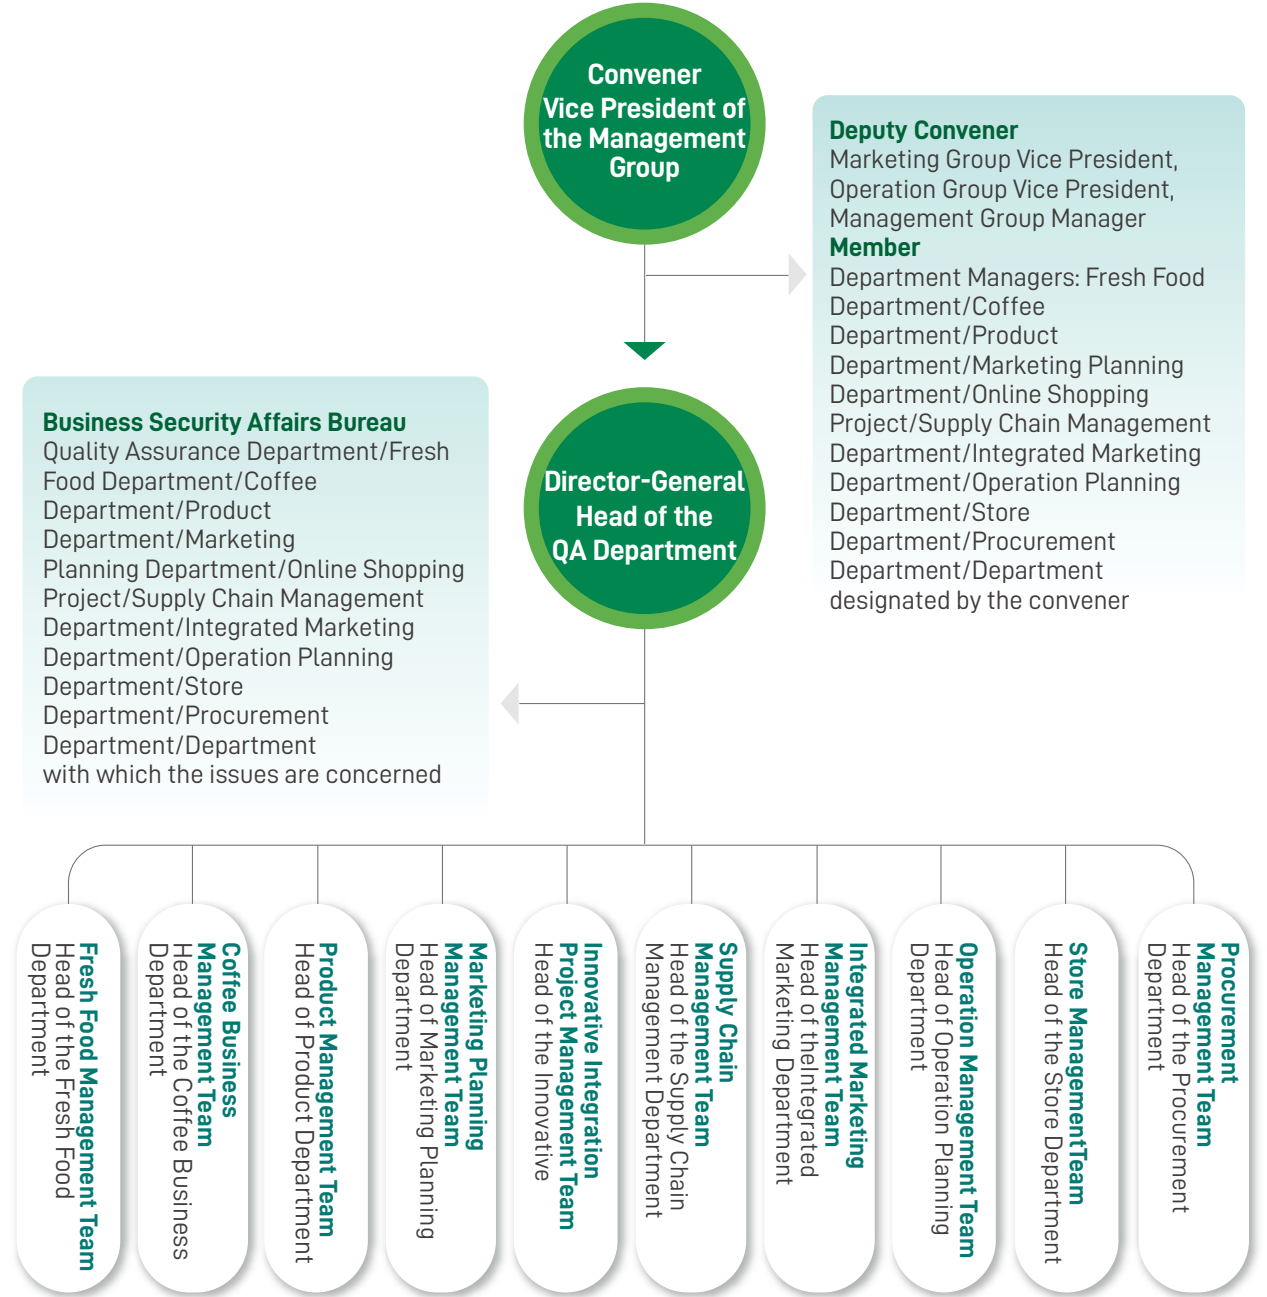 Convener
Vice President of
the Management
Group
Deputy Convener
Marketing Group Vice President,
Operation Group Vice President,
Management Group Manager
Member
Department Managers: Fresh Food
Department/Coffee
Department/Product
Department/Marketing Planning
Department/Online Shopping
Project/Supply Chain Management
Department/Integrated Marketing
Department/Operation Planning
Department/Store
Department/Procurement
Department/Department
designated by the convener
Business Security Affairs Bureau
Quality Assurance Department/Fresh
Food Department/Coffee
Department/Product
Department/Marketing
Planning Department/Online Shopping
Project/Supply Chain Management
Department/Integrated Marketing
Department/Operation Planning
Department/Store
Department/Procurement
Department/Department
with which the issues are concerned
Director-General
Head of the
QA Department
Fresh Food Management Team
Head of the Fresh Food
Department
Coffee Business
Management Team
Head of the Coffee Business
Department
Product Management Team
Head of Product Department
Marketing Planning
Management Team
Head of Marketing Planning
Department
Innovative Integration
Project Management Team
Head of the Innovative
Supply Chain
Management Team
Head of the Supply Chain
Management Department
Integrated Marketing
Management Team
Head of theIntegrated
Marketing Department
Operation Management Team
Head of Operation Planning
Department
Store ManagementTeam
Head of the Store Department
Procurement
Management Team
Head of the Procurement
Department